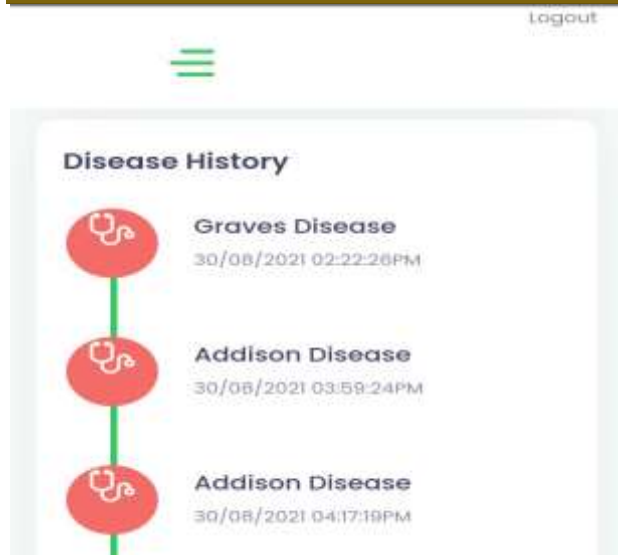 Logout
Disease History
Graves Disease
30/08/2021 02:22:26PM
Addison Disease
30/08/2021 03:59:24PM
Addison Disease
30/08/2021 04:17:19PM